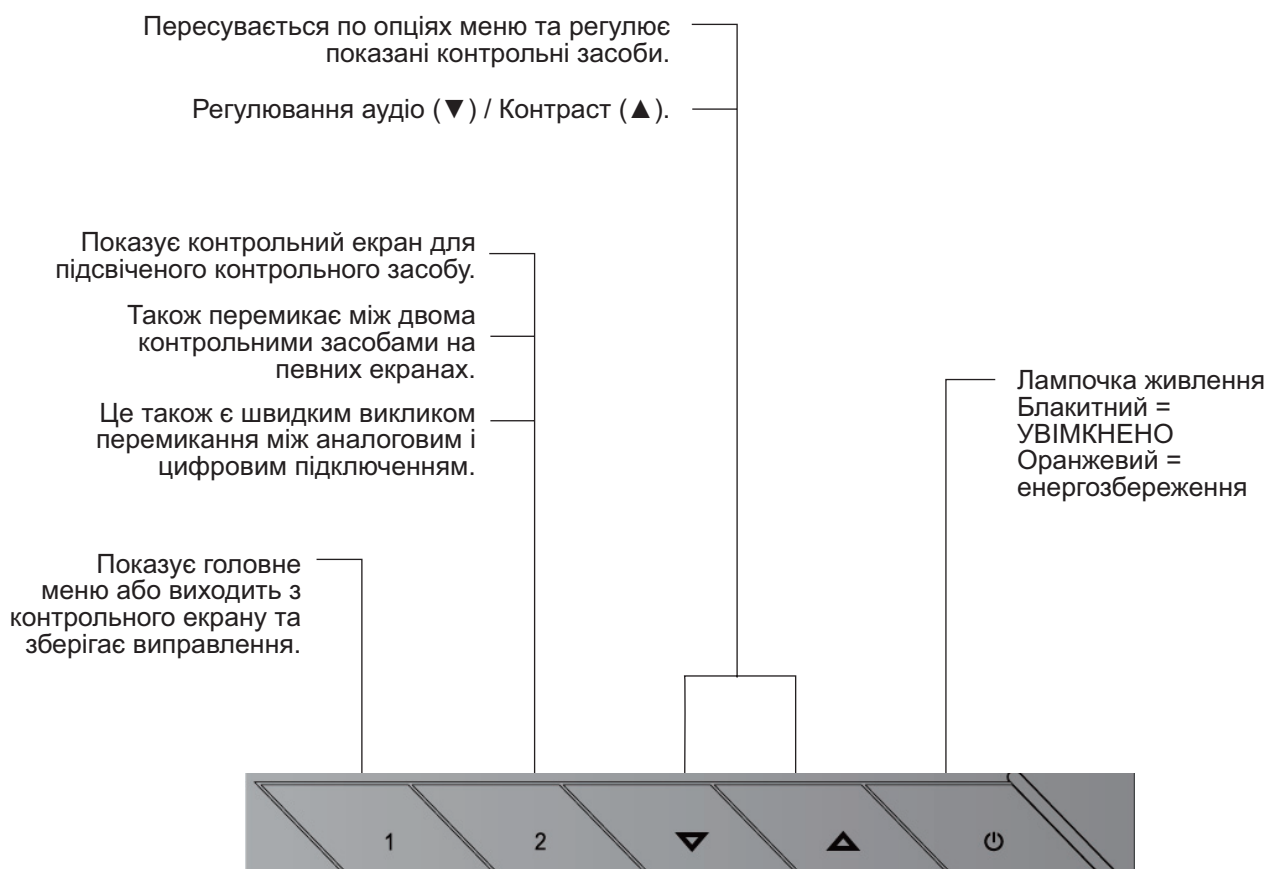 Пересувається по опціях меню та регулює
показані контрольні засоби.
Регулювання аудіо (▼) / Контраст (▲).
Показує контрольний екран для
підсвіченого контрольного засобу.
Також перемикає між двома
контрольними засобами на
певних екранах.
Це також є швидким викликом
перемикання між аналоговим і
цифровим підключенням.
Лампочка живлення
Блакитний =
УВІМКНЕНО
Оранжевий =
енергозбереження
Показує головне
меню або виходить з
контрольного екрану та
зберігає виправлення.
1 2